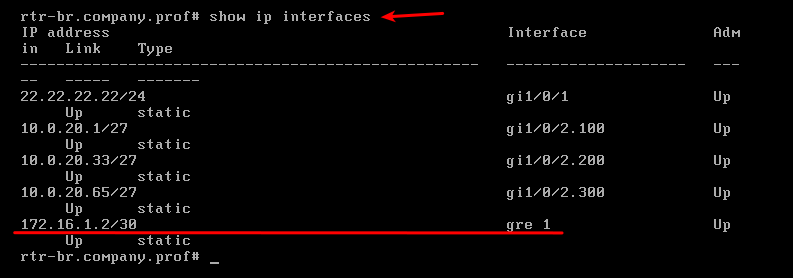 rtr-br.company.prof# show ip interfaces
IP address Interface Adm
in Link Type
--------------------------------------------------- -------------------- ---
-- ----- -------
22.22.22.22/24 gi1/0/1 Up
Up static
10.0.20.1/27 gi1/0/2.100 Up
Up static
10.0.20.33/27 gi1/0/2.200 Up
Up static
10.0.20.65/27 gi1/0/2.300 Up
Up static
172.16.1.2/30 gre 1 Up
Up static
rtr-br.company.prof# _